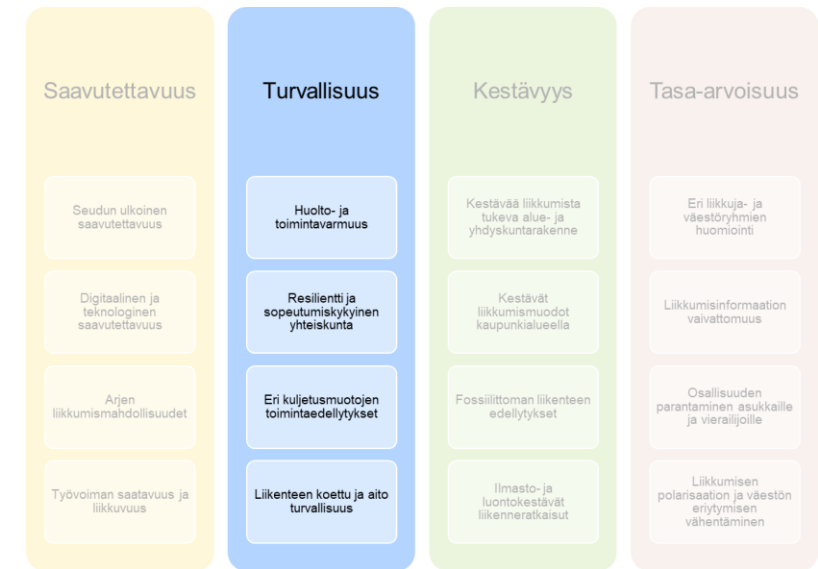 Saavutettavuus
Seudun ulkoinen
saavutettavuus
Digitaalinen ja
teknologinen
saavutettavuus
Arjen
liikkumismahdollisuudet
Työvoiman saatavuus ja
liikkuvuus
Turvallisuus
Huolto- ja
toimintavarmuus
Resilientti ja
sopeutumiskykyinen
yhteiskunta
Eri kuljetusmuotojen
toimintaedellytykset
Liikenteen koettu ja aito
turvallisuus
Kestävyys
Kestävää liikkumista
tukeva alue- ja
yhdyskuntarakenne
Kestävät
liikkumismuodot
kaupunkialueella
Fossiilittoman liikenteen
edellytykset
Ilmasto- ja
luontokestävät
liikenneratkaisut
Tasa-arvoisuus
Eri liikkuja- ja
väestöryhmien
huomiointi
Liikkumisinformaation
vaivattomuus
Osallisuuden
parantaminen asukkaille
ja vierailijoille
Liikkumisen
polarisaation ja väestön
eriytymisen
vähentäminen